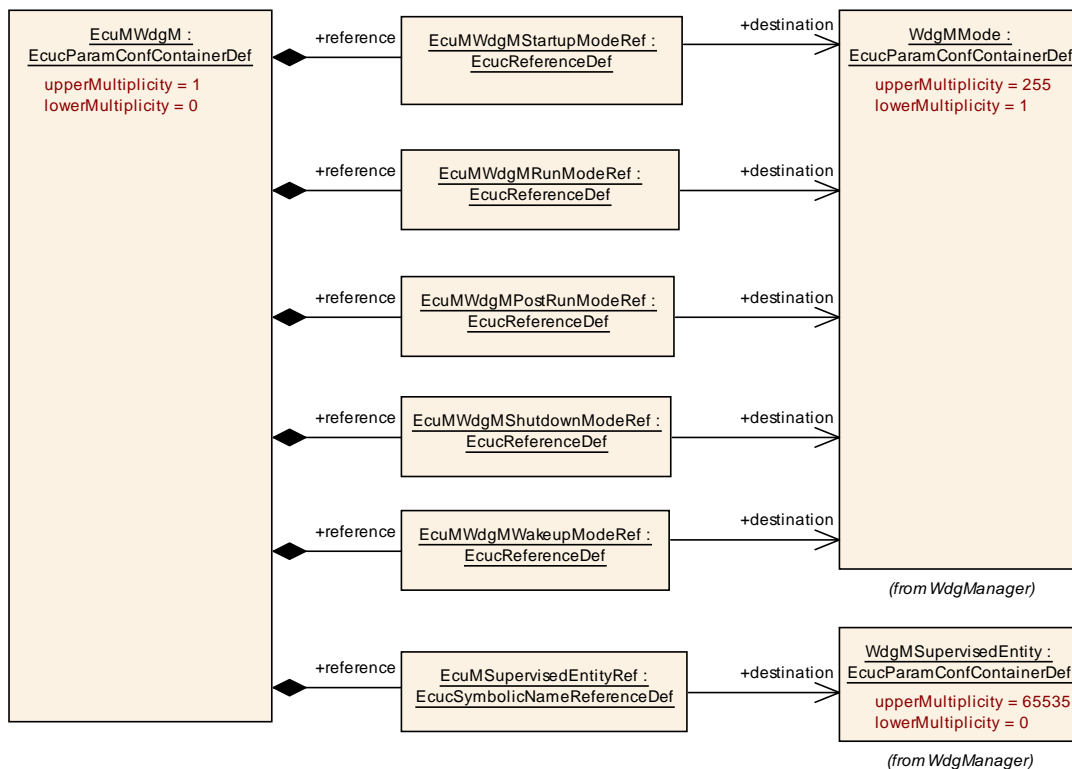 EcuMWdgM :
EcucParamConfContainerDef
upperMultiplicity = 1
lowerMultiplicity = 0
+reference
EcuMWdgMStartupModeRef :
EcucReferenceDef
+destination
WdgMMode :
EcucParamConfContainerDef
upperMultiplicity = 255
lowerMultiplicity = 1
+reference
EcuMWdgMRunModeRef :
EcucReferenceDef
+destination
+reference
EcuMWdgMPostRunModeRef :
EcucReferenceDef
+destination
+reference
EcuMWdgMShutdownModeRef :
EcucReferenceDef
+destination
+reference
EcuMWdgMWakeupModeRef :
EcucReferenceDef
+destination
(from WdgManager)
+reference
EcuMSupervisedEntityRef :
EcucSymbolicNameReferenceDef
+destination
WdgMSupervisedEntity :
EcucParamConfContainerDef
upperMultiplicity = 65535
lowerMultiplicity = 0
(from WdgManager)